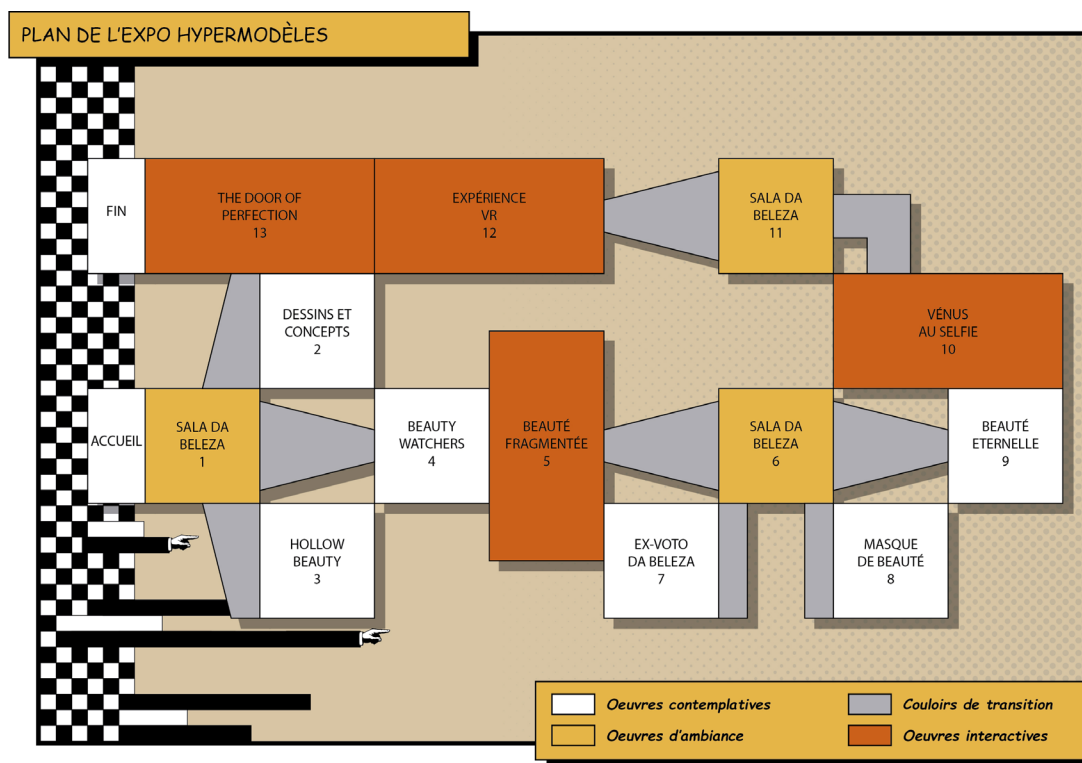 PLAN DE L'EXPO HYPERMODÈLES
FIN
THE DOOR OF
PERFECTION
13
EXPÉRIENCE
VR
12
SALA DA
BELEZA
11
DESSINS ET
CONCEPTS
2
VÉNUS
AU SELFIE
10
ACCUEIL
SALA DA
BELEZA
1
BEAUTY
WATCHERS
4
BEAUTÉ
FRAGMENTÉE
5
SALA DA
BELEZA
6
BEAUTÉ
ETERNELLE
9
HOLLOW
BEAUTY
3
EX-VOTO
DA BELEZA
7
MASQUE
DE BEAUTÉ
8
Oeuvres contemplatives
Couloirs de transition
Oeuvres d'ambiance
Oeuvres interactives